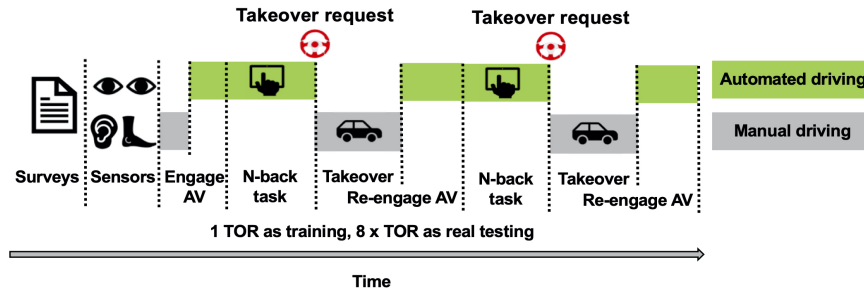 Takeover request
Takeover request
Automated driving
Manual driving
Surveys
Sensors
Engage
AV
N-back
task
Takeover
Re-engage AV
N-back
task
Takeover
Re-engage AV
1 TOR as training, 8 x TOR as real testing
Time